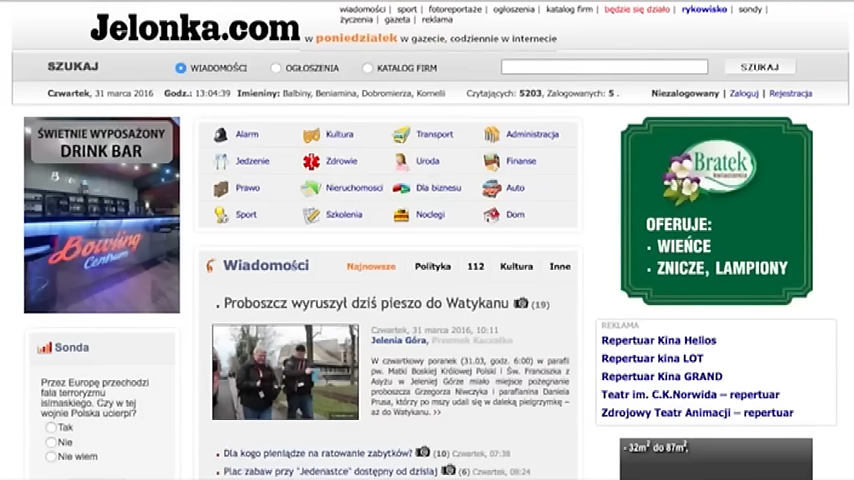 Jelonka.com
w poniedzialek w gazecie, codziennie w internecie
wiadomości | sport | fotoreportaże | ogłoszenia | katalog firm | będzie się działo | rykowisko | sondy |
życzenia | gazeta | reklama
SZUKAJ WIADOMOŚCI OGŁOSZENIA KATALOG FIRM SZUKAJ
Czwartek, 31 marca 2016 Godz.: 13:04:39 Imieniny: Balbiny, Beniamina, Dobromierza, Kornelii Czytających: 5203, Zalogowanych: 5 . Niezalogowany | Zaloguj | Rejestracja
ŚWIETNIE WYPOSAŻONY
DRINK BAR
Bowling
Centrum
Alarm Kultura Transport Administracja
Jedzenie Zdrowie Uroda Finanse
Prawo Nieruchomości Dla biznesu Auto
Sport Szkolenia Noclegi Dom
Bratek
kwiaciarnia
OFERUJE:
· WIEŃCE
· ZNICZE, LAMPIONY
Wiadomości Najnowsze Polityka 112 Kultura Inne
. Proboszcz wyruszył dziś pieszo do Watykanu (19)
Czwartek, 31 marca 2016, 10:11
Jelenia Góra, Przemek Kaczałko
W czwartkowy poranek (31.03, godz. 6:00) w parafii
pw. Matki Boskiej Królowej Polski i Św. Franciszka z
Asyżu w Jeleniej Górze miało miejsce pożegnanie
proboszcza Grzegorza Niwczyka i parafianina Daniela
Prusa, którzy po mszy udali się w daleką pielgrzymkę –
aż do Watykanu. >>
. Dla kogo pieniądze na ratowanie zabytków? (10) Czwartek, 07:38
. Plac zabaw przy "Jedenastce" dostępny od dzisiaj (6) Czwartek, 08:24
Sonda
Przez Europę przechodzi
fala terroryzmu
islmaskiego. Czy w tej
wojnie Polska ucierpi?
Tak
Nie
Nie wiem
REKLAMA
Repertuar Kina Helios
Repertuar kina LOT
Repertuar Kina GRAND
Teatr im. C.K.Norwida – repertuar
Zdrojowy Teatr Animacji – repertuar
- 32m² do 87m²,